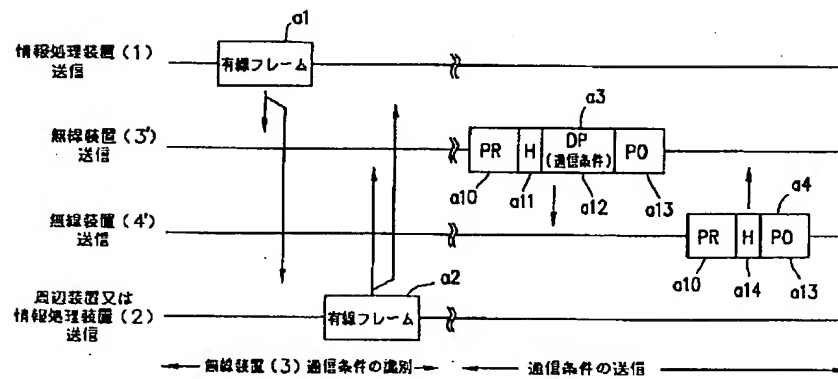 a1
情報処理装置(1)
送信
有線フレーム
a3
無線装置(3')
送信
PR
H
DP
(通信条件)
PO
a10
a11
a12
a13
a4
無線装置(4')
送信
PR
H
PO
a10
a14
a13
a2
周辺装置又は
情報処理装置(2)
送信
有線フレーム
無線装置(3)通信条件の識別
通信条件の送信